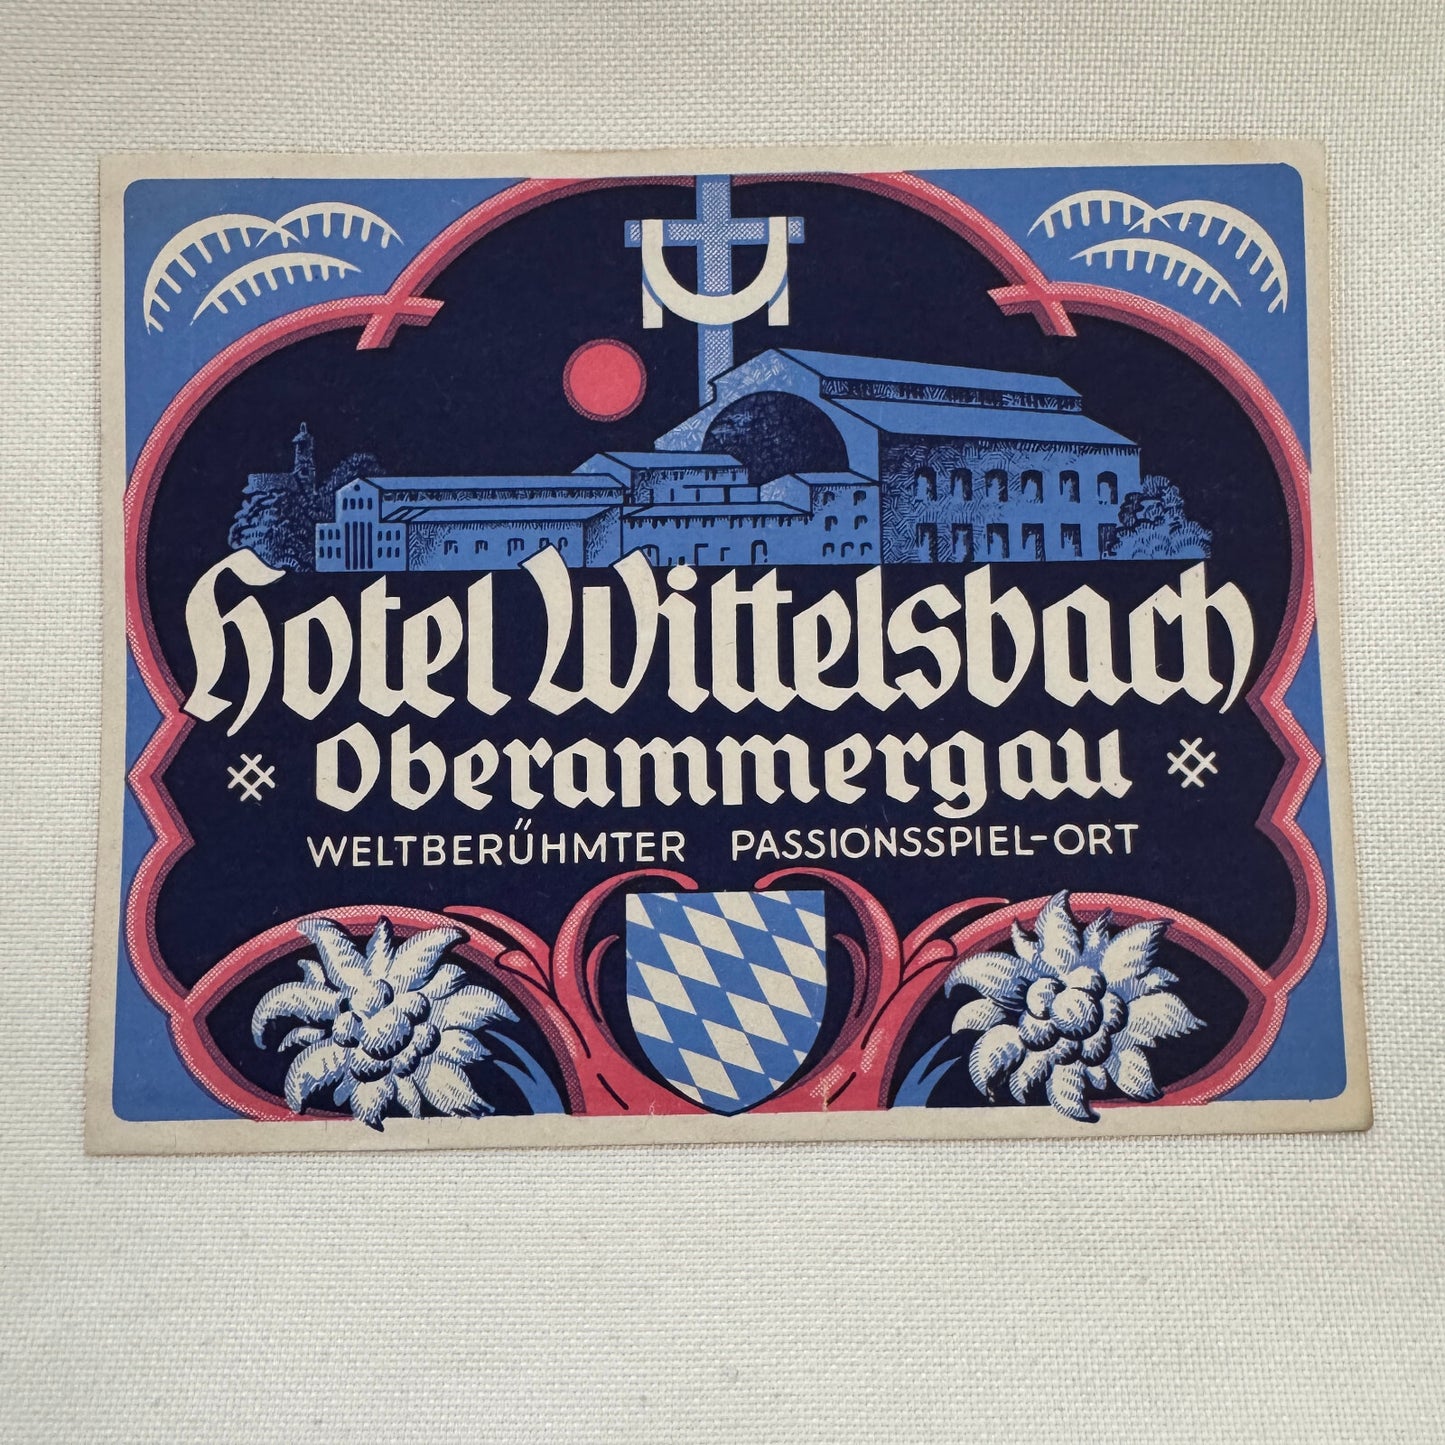 Hotel Wittelsbach
Oberammergau
WELTBERÜHMTER PASSIONSSPIEL-ORT